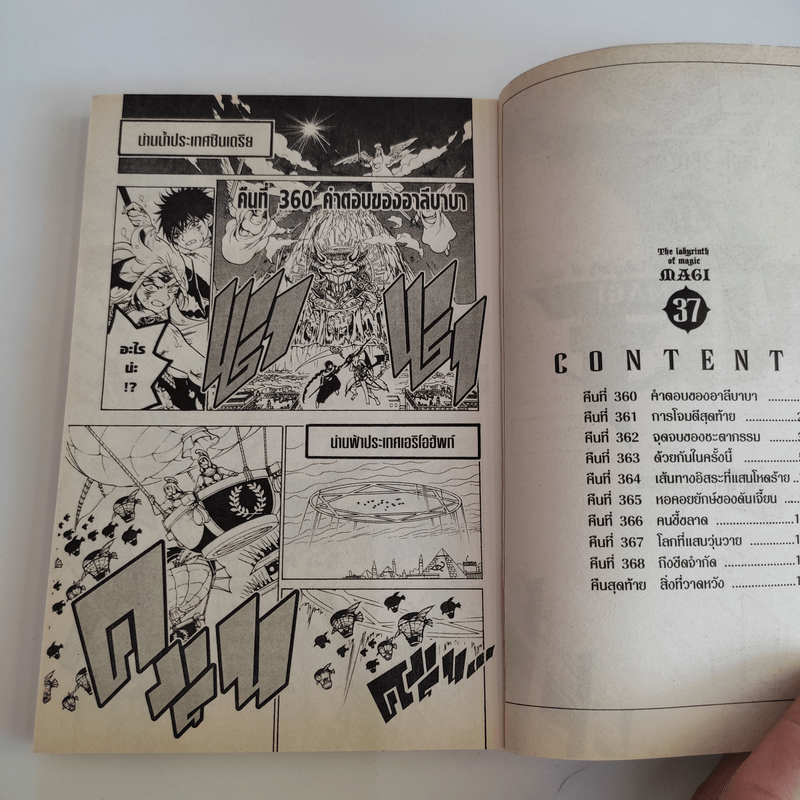 น่านน้ำประเทศซินเดรีย
คืนที่ 360 คำตอบของอาลีบาบา
อะไร
น่ะ
!?
น่านฟ้าประเทศเอริโอฮัพท์
The labyrinth
of magic
MAGI
37
CONTENT
คืนที่ 360 คำตอบของอาลีบาบา
คืนที่ 361 การโจมตีสุดท้าย
คืนที่ 362 จุดจบของชะตากรรม
คืนที่ 363 ด้วยกันในครั้งนี้
คืนที่ 364 เส้นทางอิสระที่แสนโหดร้าย
คืนที่ 365 หอคอยยักษ์ของดันเจี้ยน
คืนที่ 366 คนขี้ขลาด
คืนที่ 367 โลกที่แสนวุ่นวาย
คืนที่ 368 ถึงขีดจำกัด
คืนสุดท้าย สิ่งที่วาดหวัง